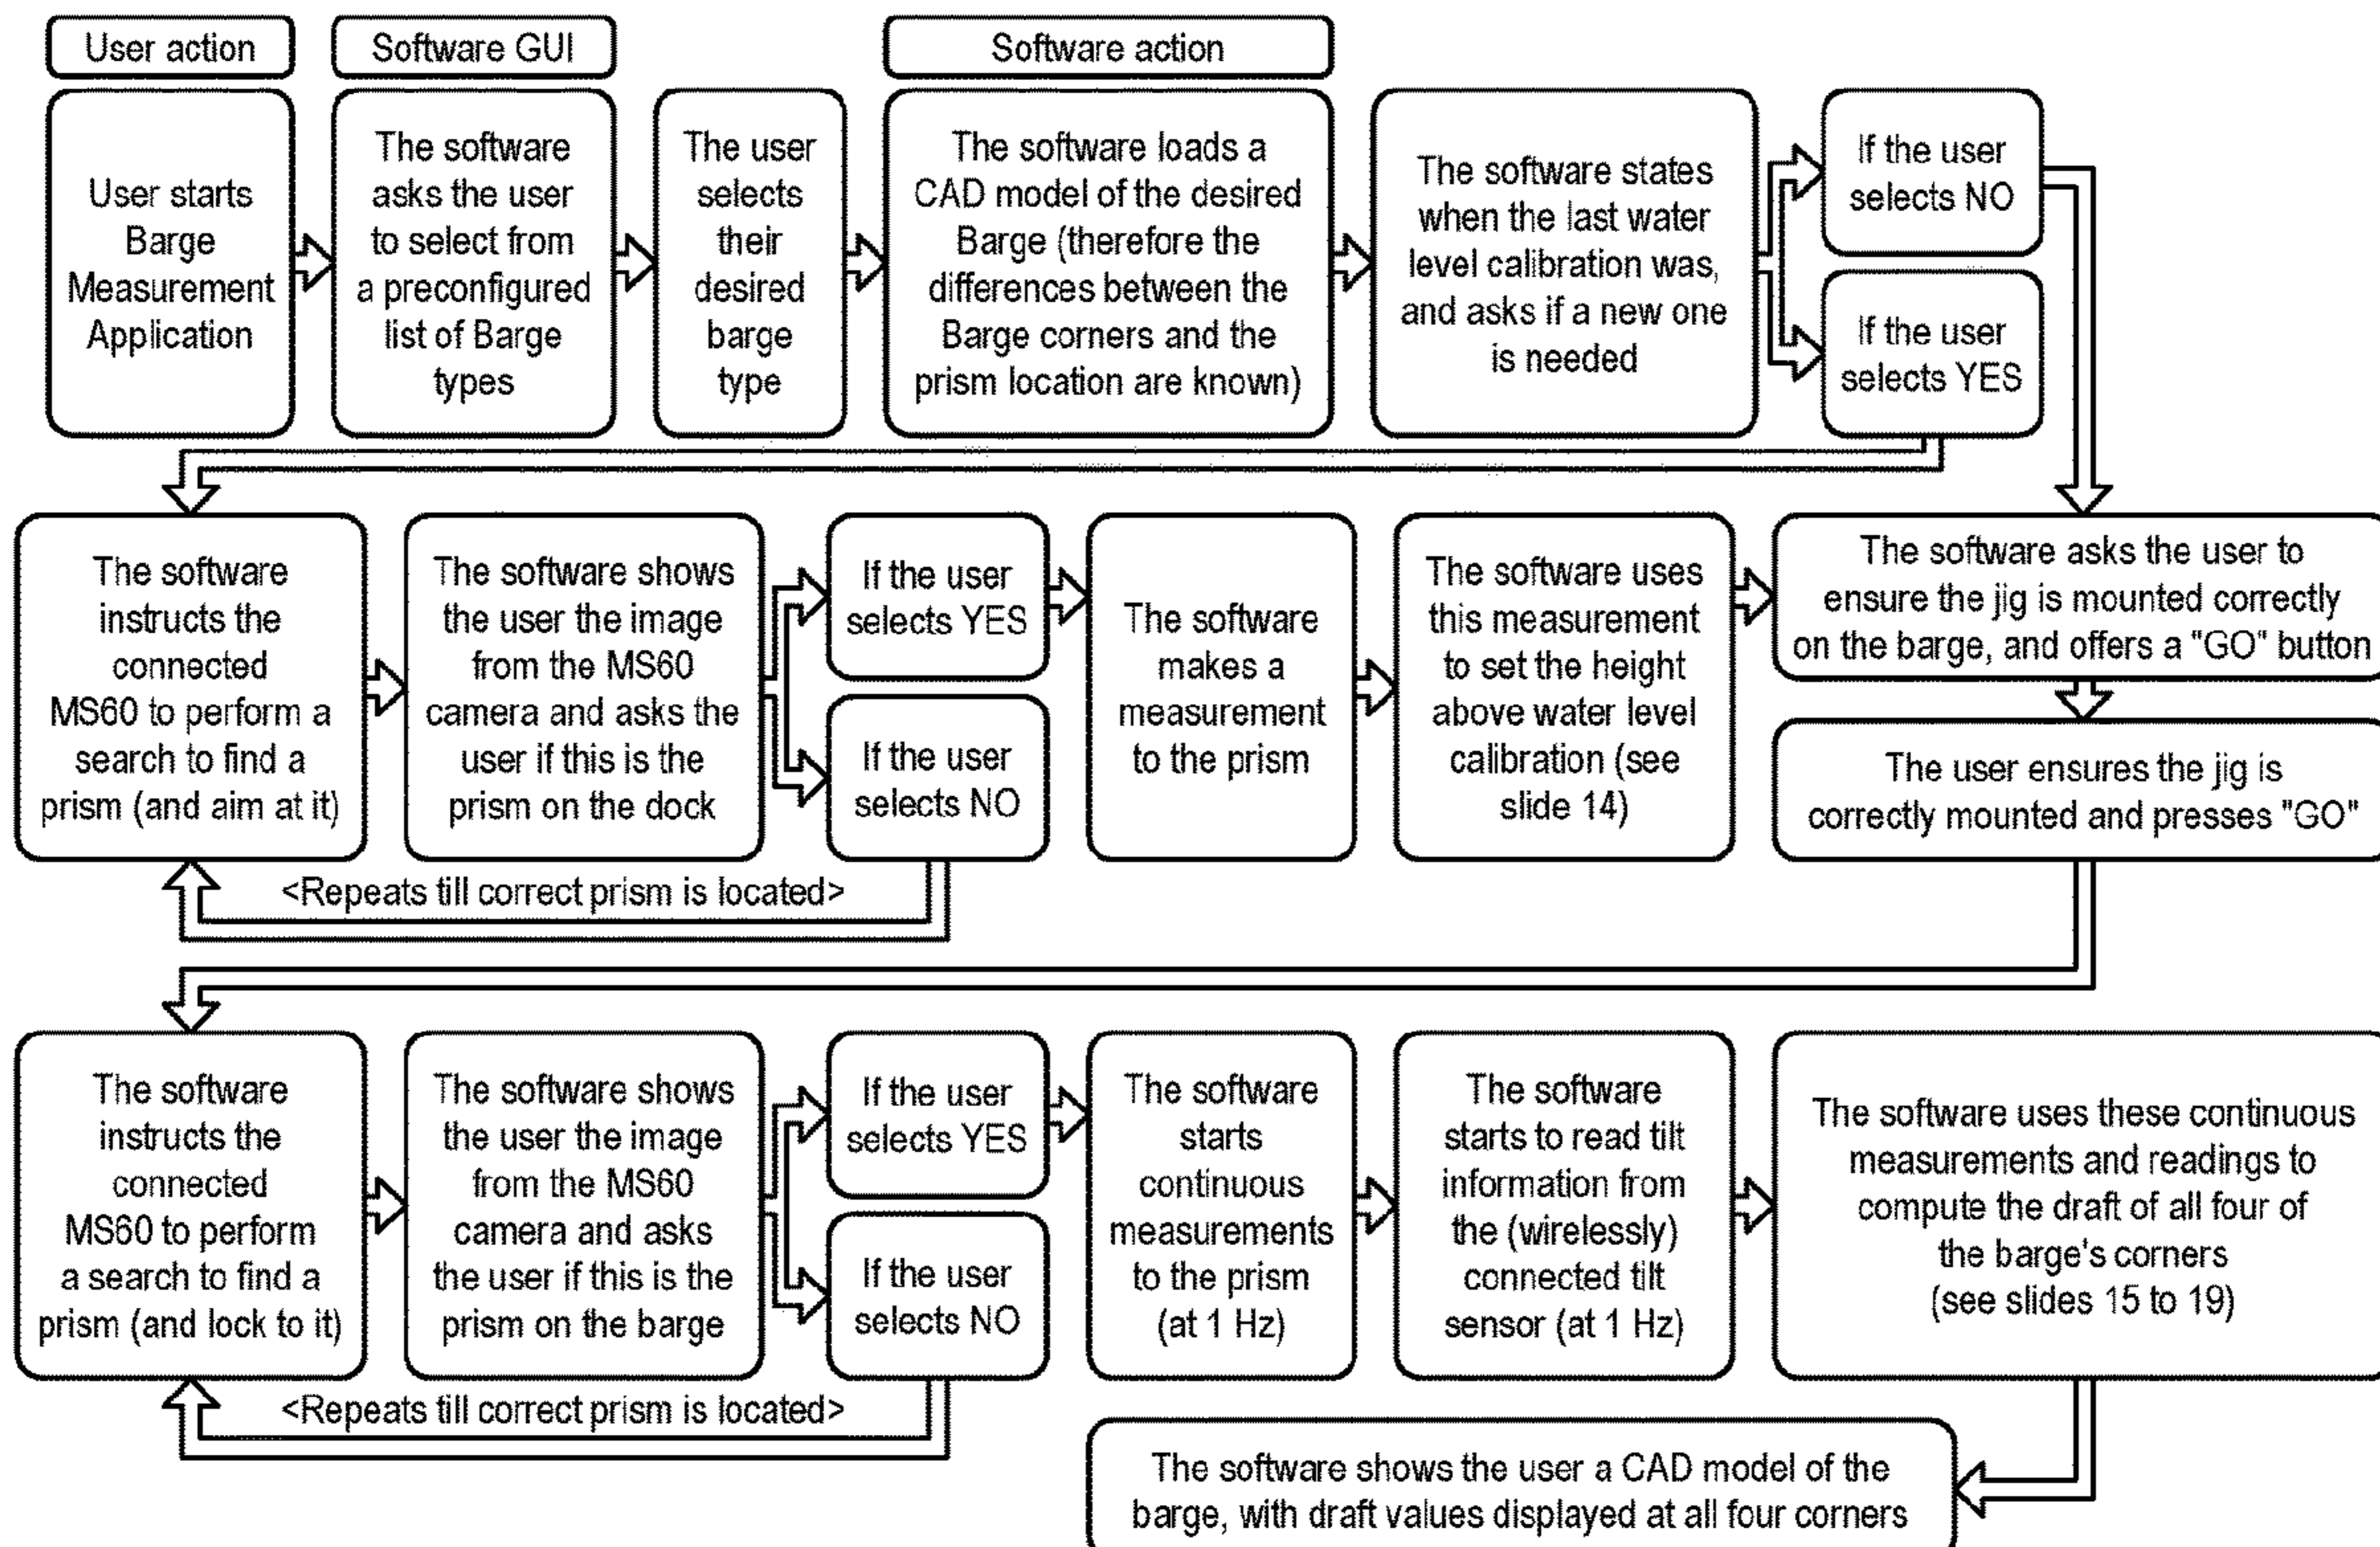 User action
Software GUI
Software action
User starts
Barge
Measurement
Application
The software
asks the user
to select from
a preconfigured
list of Barge
types
The user
selects
their
desired
barge
type
The software loads a
CAD model of the desired
Barge (therefore the
differences between the
Barge corners and the
prism location are known)
The software states
when the last water
level calibration was,
and asks if a new one
is needed
If the user
selects NO
If the user
selects YES
The software
instructs the
connected
MS60 to perform a
search to find a
prism (and aim at it)
The software shows
the user the image
from the MS60
camera and asks the
user if this is the
prism on the dock
If the user
selects YES
If the user
selects NO
<Repeats till correct prism is located>
The software
makes a
measurement
to the prism
The software uses
this measurement
to set the height
above water level
calibration (see
slide 14)
The software asks the user to
ensure the jig is mounted correctly
on the barge, and offers a "GO" button
The user ensures the jig is
correctly mounted and presses "GO"
The software
instructs the
connected
MS60 to perform
a search to find a
prism (and lock to it)
The software shows
the user the image
from the MS60
camera and asks
the user if this is the
prism on the barge
If the user
selects YES
If the user
selects NO
<Repeats till correct prism is located>
The software
starts
continuous
measurements
to the prism
(at 1 Hz)
The software
starts to read tilt
information from
the (wirelessly)
connected tilt
sensor (at 1 Hz)
The software uses these continuous
measurements and readings to
compute the draft of all four of
the barge's corners
(see slides 15 to 19)
The software shows the user a CAD model of the
barge, with draft values displayed at all four corners